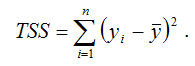 TSS = \sum_{i=1}^{n} (y_i - \bar{y})^2 .